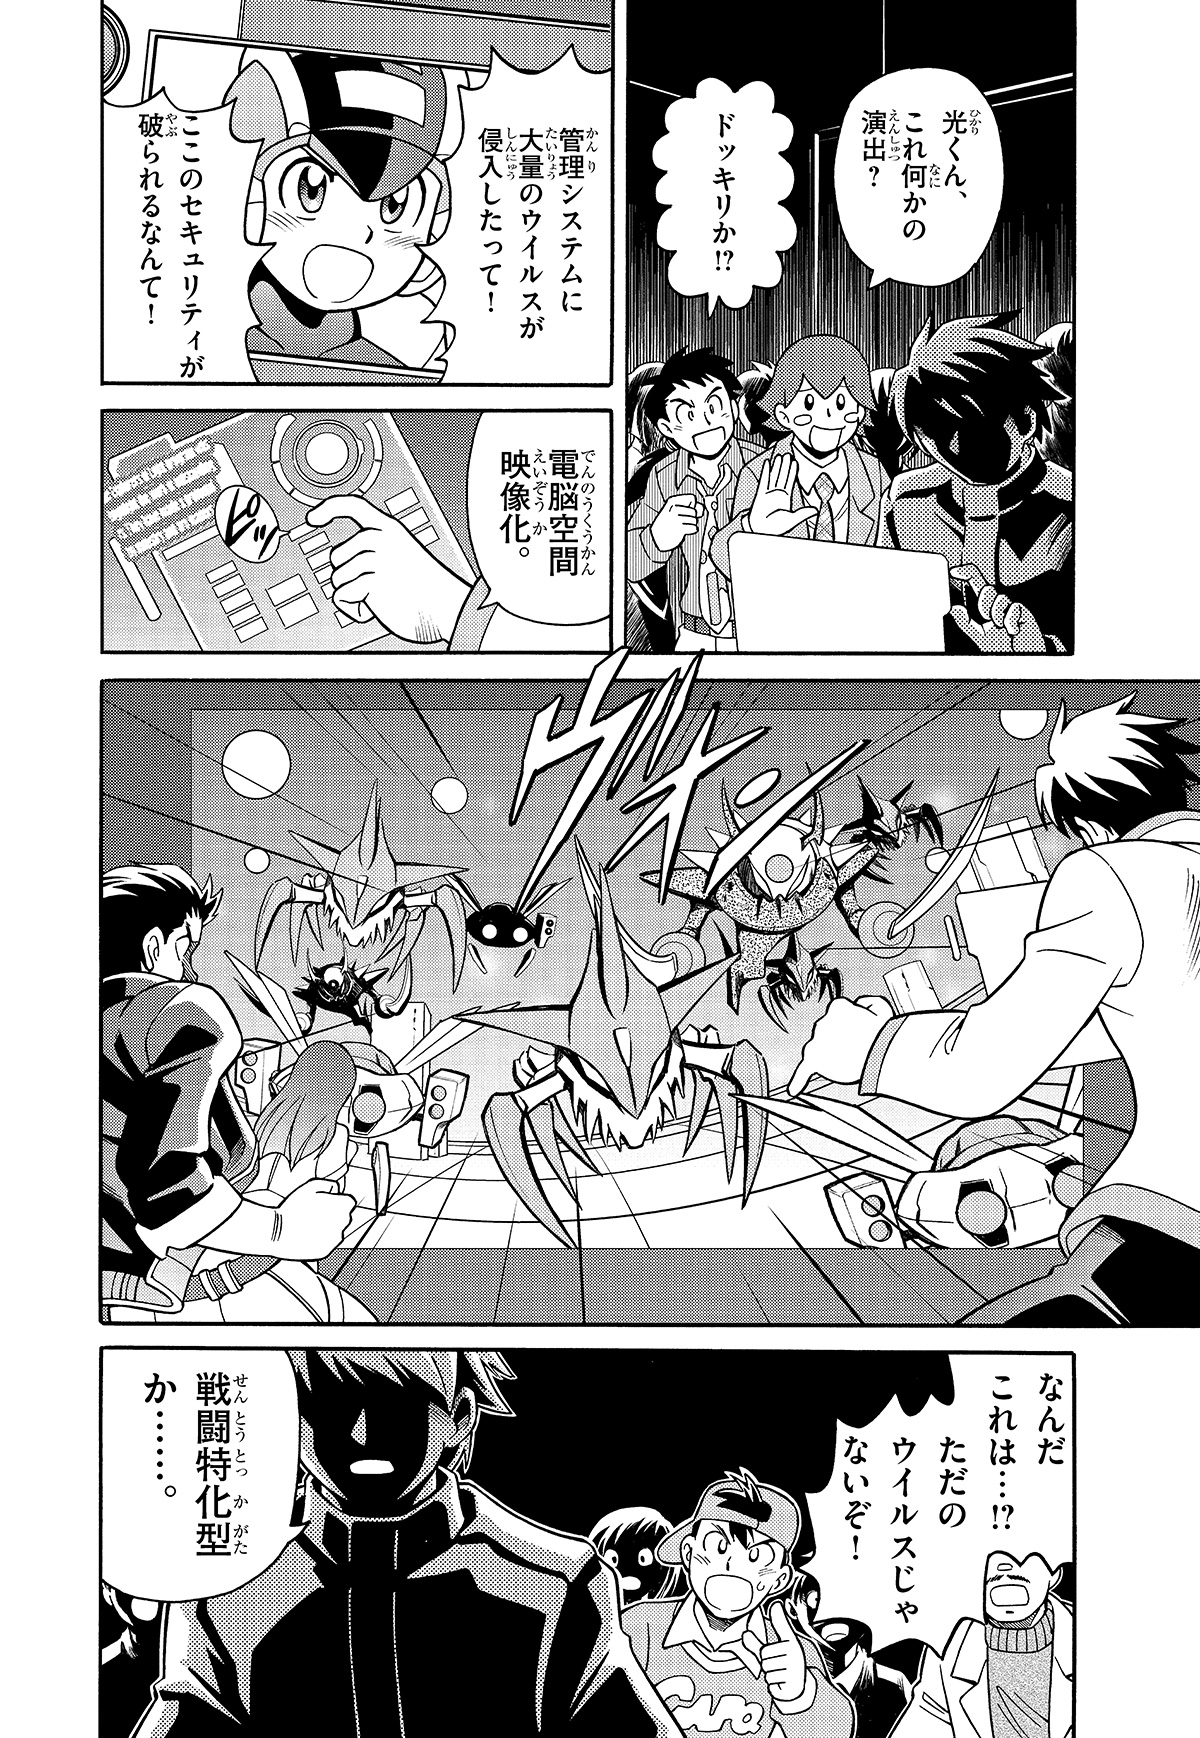 光くん、
これ何かの
演出?
ドッキリか!?
管理システムに
大量のウイルスが
侵入したって!
ここのセキュリティが
破られるなんて!
電脳空間
映像化。
ピッ
ヴォン
なんだ
これは…!?
ただの
ウイルスじゃ
ないぞ!
戦闘特化型
か……。